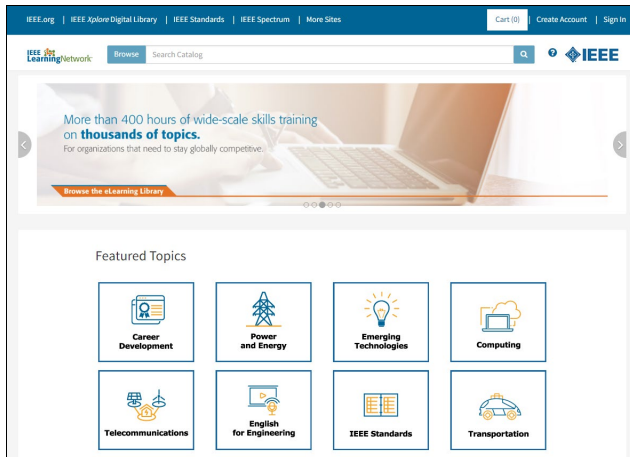 IEEE.org | IEEE Xplore Digital Library | IEEE Standards | IEEE Spectrum | More Sites
Cart (0) | Create Account | Sign In
IEEE
LearningNetwork
Browse Search Catalog
IEEE
More than 400 hours of wide-scale skills training
on thousands of topics.
For organizations that need to stay globally competitive.
Browse the eLearning Library
Featured Topics
Career
Development
Power
and Energy
Emerging
Technologies
Computing
Telecommunications
English
for Engineering
IEEE Standards
Transportation